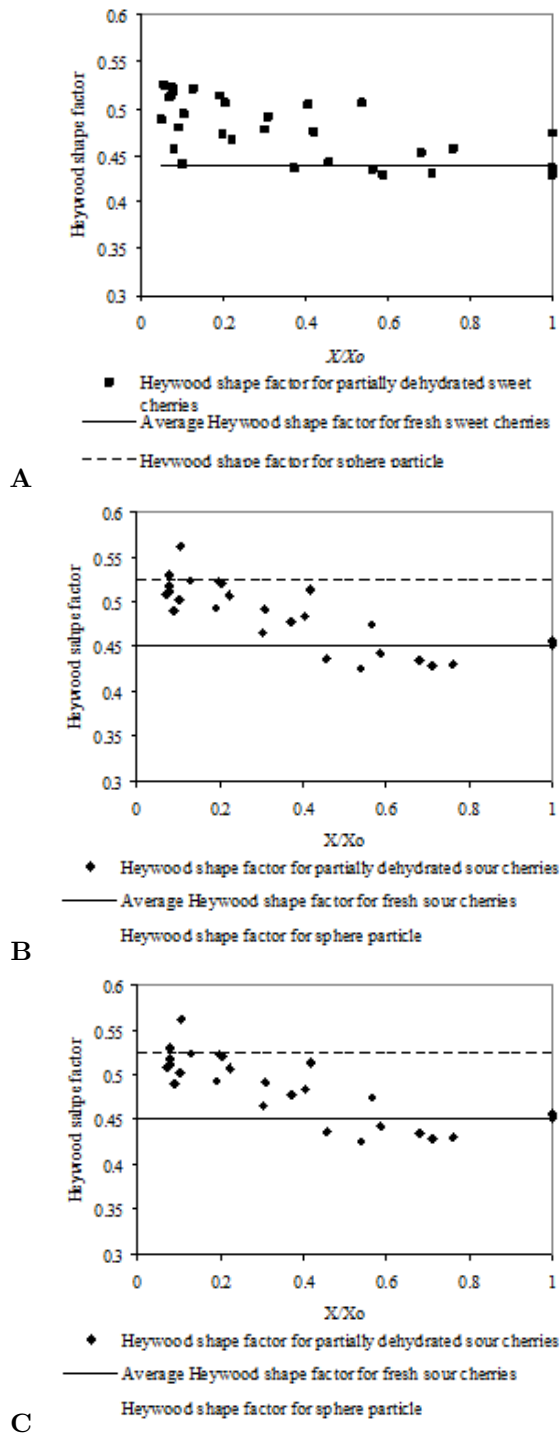 0.6
0.55
0.5
0.45
0.4
0.35
0.3
Heywood shape factor
0 0.2 0.4 0.6 0.8 1
X/Xo
Heywood shape factor for partially dehydrated sweet
cherries
Average Heywood shape factor for fresh sweet cherries
Heywood shape factor for sphere particle
A
0.6
0.55
0.5
0.45
0.4
0.35
0.3
Heywood sahpe factor
0 0.2 0.4 0.6 0.8 1
X/Xo
Heywood shape factor for partially dehydrated sour cherries
Average Heywood shape factor for fresh sour cherries
Heywood shape factor for sphere particle
B
0.6
0.55
0.5
0.45
0.4
0.35
0.3
Heywood sahpe factor
0 0.2 0.4 0.6 0.8 1
X/Xo
Heywood shape factor for partially dehydrated sour cherries
Average Heywood shape factor for fresh sour cherries
Heywood shape factor for sphere particle
C